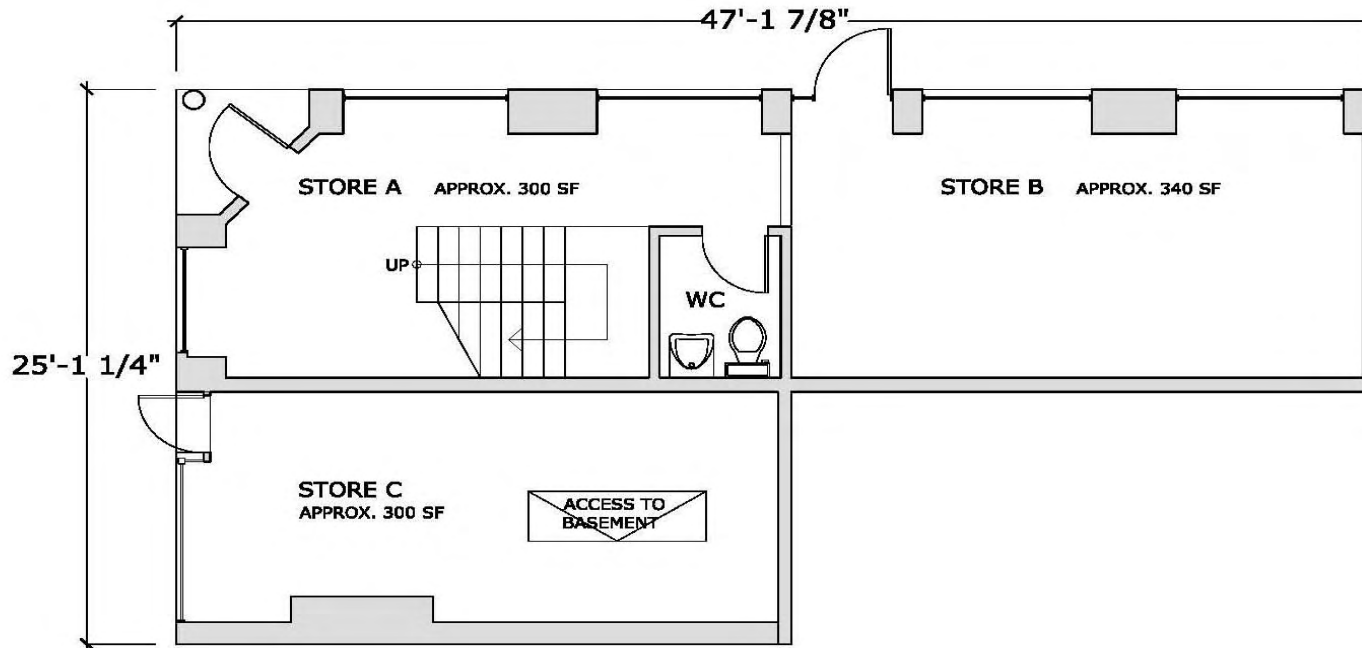 47'-1 7/8"
STORE A APPROX. 300 SF
STORE B APPROX. 340 SF
UP
WC
25'-1 1/4"
STORE C
APPROX. 300 SF
ACCESS TO
BASEMENT